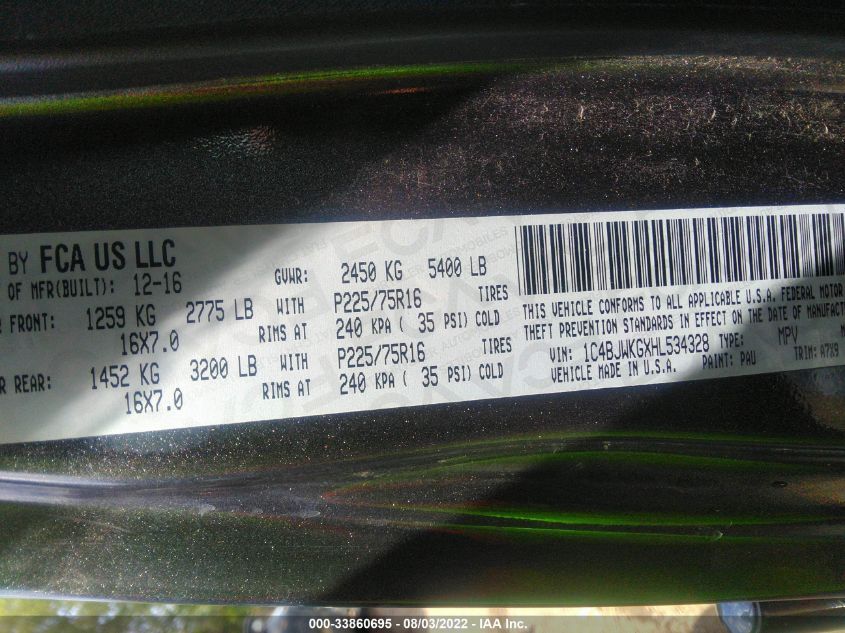 BY FCA US LLC
OF MFR(BUILT): 12-16 GVWR: 2450 KG 5400 LB
FRONT: 1259 KG 2775 LB WITH P225/75R16 TIRES
16X7.0 RIMS AT 240 KPA ( 35 PSI) COLD
REAR: 1452 KG 3200 LB WITH P225/75R16 TIRES
16X7.0 RIMS AT 240 KPA ( 35 PSI) COLD
THIS VEHICLE CONFORMS TO ALL APPLICABLE U.S.A. FEDERAL MOTOR
THEFT PREVENTION STANDARDS IN EFFECT ON THE DATE OF MANUFACTUR
VIN: 1C4BJWKGXHL534328 TYPE: MPV
VEHICLE MADE IN U.S.A. PAINT: PAU TRIM: A7X9
000-33860695 - 08/03/2022 - IAA Inc.